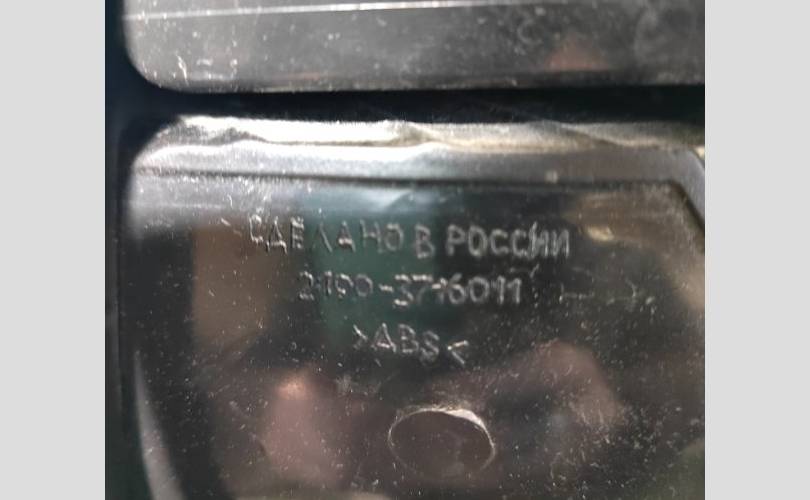 СДЕЛАНО В РОССИИ
2190-3716011
>ABS<